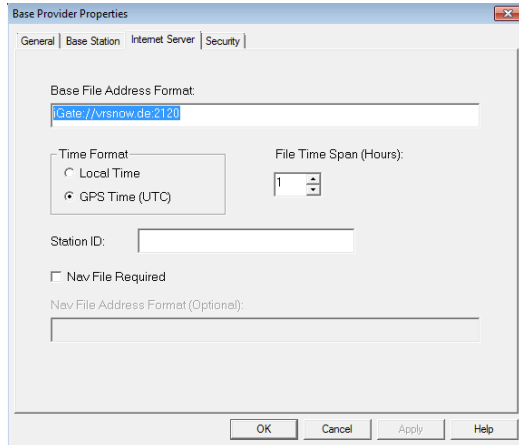 Base Provider Properties
General Base Station Internet Server Security
Base File Address Format:
iGate://vrsnow.de:2120
Time Format
File Time Span (Hours):
Local Time
1
GPS Time (UTC)
Station ID:
Nav File Required
Nav File Address Format (Optional):
OK Cancel Apply Help